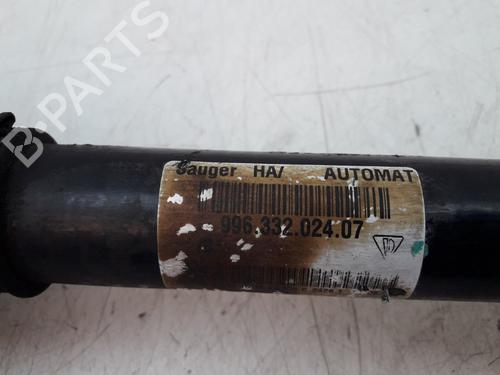 B-PARTS
Sauger HA/ AUTOMAT
996.332.024.07